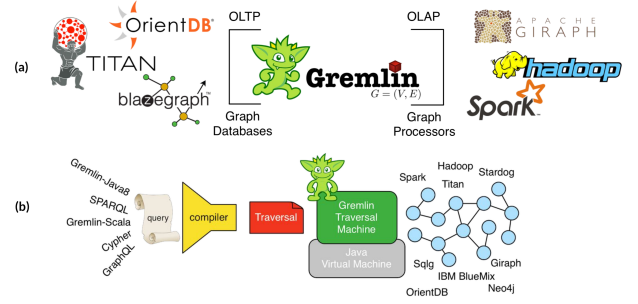 (a)
OrientDB
TITAN
blazegraph™
OLTP
Graph
Databases
Gremlin
G = (V, E)
OLAP
Graph
Processors
APACHE
GIRAPH
hadoop
Spark
(b)
Gremlin-Java8
SPARQL
Gremlin-Scala
Cypher
GraphQL
query
compiler
Traversal
Gremlin
Traversal
Machine
Java
Virtual Machine
Spark
Hadoop
Titan
Stardog
Sqlg
IBM BlueMix
OrientDB
Giraph
Neo4j